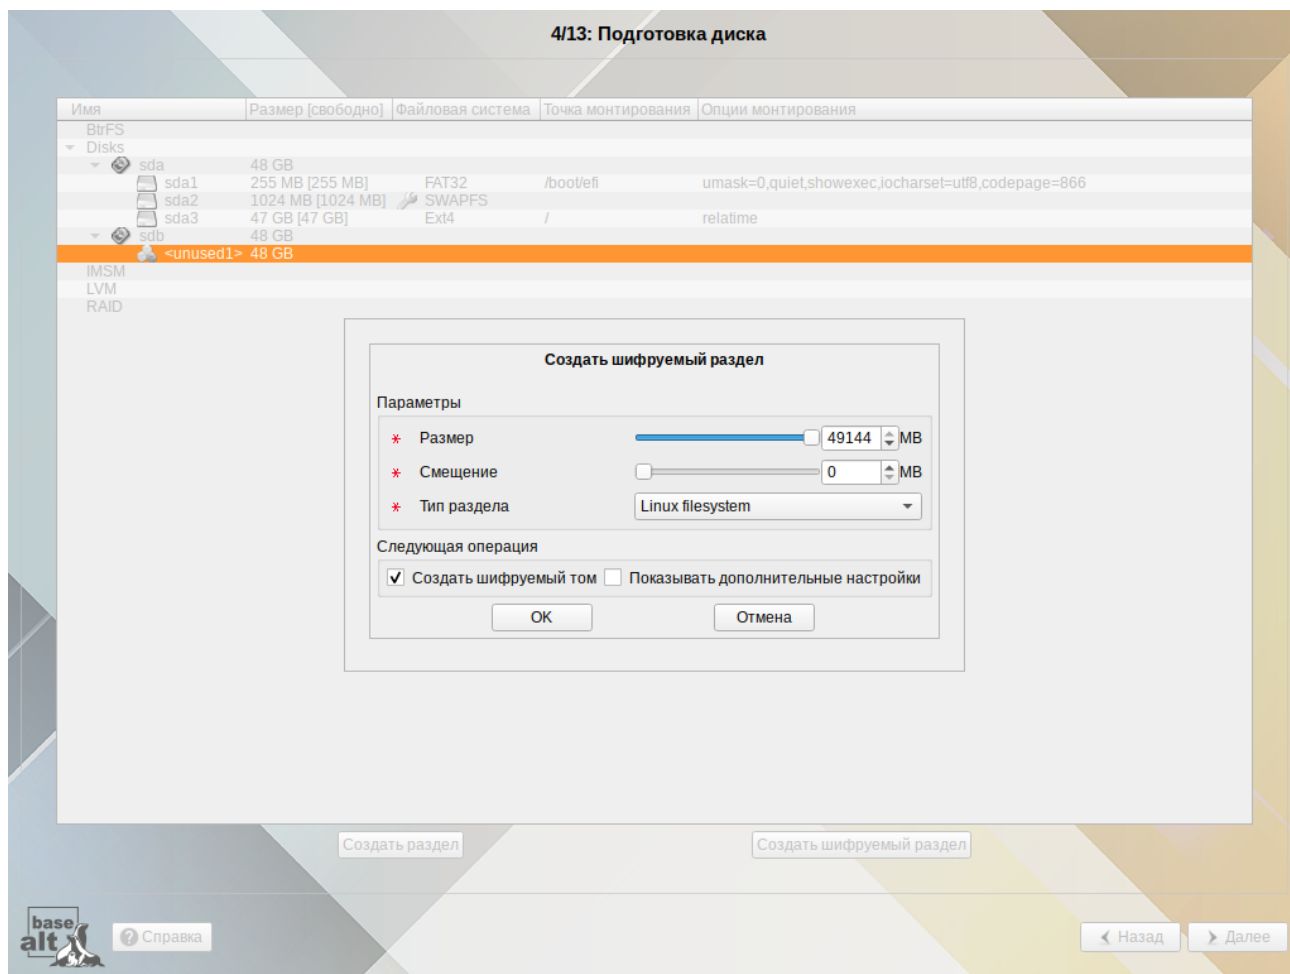 4/13: Подготовка диска
Имя Размер [свободно] Файловая система Точка монтирования Опции монтирования
BtrFS
Disks
sda 48 GB
sda1 255 MB [255 MB] FAT32 /boot/efi umask=0,quiet,showexec,iocharset=utf8,codepage=866
sda2 1024 MB [1024 MB] SWAPFS
sda3 47 GB [47 GB] Ext4 / relatime
sdb 48 GB
<unused1> 48 GB
IMSM
LVM
RAID
Создать шифруемый раздел
Параметры
* Размер 49144 MB
* Смещение 0 MB
* Тип раздела Linux filesystem
Следующая операция
Создать шифруемый том Показывать дополнительные настройки
OK Отмена
Создать раздел Создать шифруемый раздел
base
alt
? Справка Назад Далее